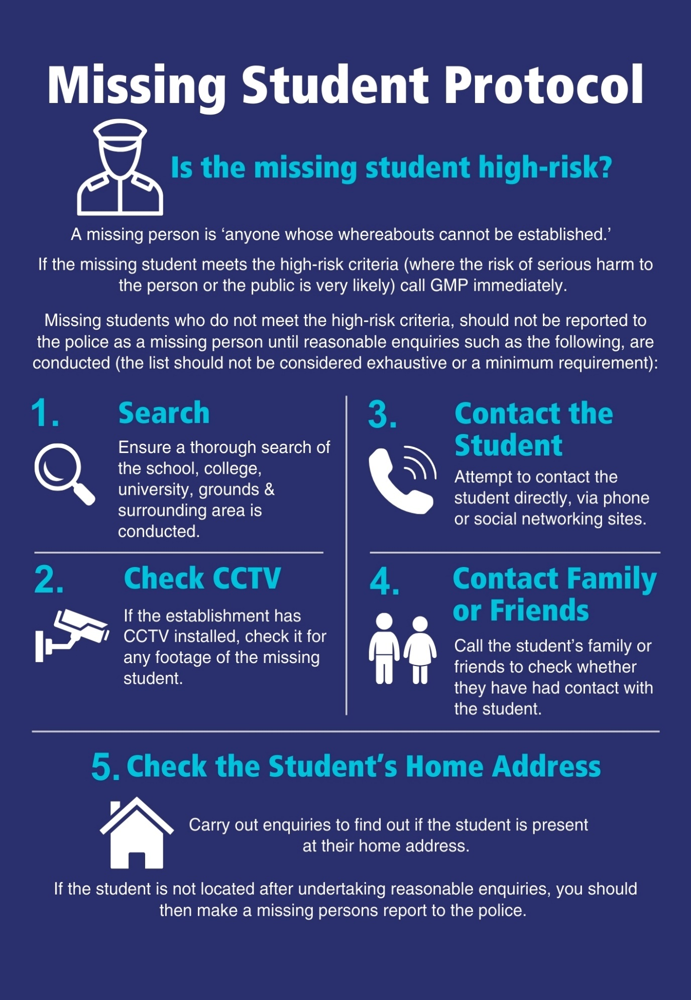 Missing Student Protocol
Is the missing student high-risk?
A missing person is ‘anyone whose whereabouts cannot be established.’
If the missing student meets the high-risk criteria (where the risk of serious harm to
the person or the public is very likely) call GMP immediately.
Missing students who do not meet the high-risk criteria, should not be reported to
the police as a missing person until reasonable enquiries such as the following, are
conducted (the list should not be considered exhaustive or a minimum requirement):
1. Search
Ensure a thorough search of
the school, college,
university, grounds &
surrounding area is
conducted.
2. Check CCTV
If the establishment has
CCTV installed, check it for
any footage of the missing
student.
3. Contact the
Student
Attempt to contact the
student directly, via phone
or social networking sites.
4. Contact Family
or Friends
Call the student’s family or
friends to check whether
they have had contact with
the student.
5. Check the Student’s Home Address
Carry out enquiries to find out if the student is present
at their home address.
If the student is not located after undertaking reasonable enquiries, you should
then make a missing persons report to the police.